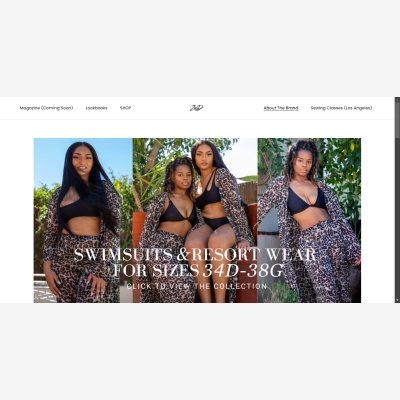 Magazine (Coming Soon) Lookbooks SHOP About The Brand Sewing Classes (Los Angeles)
SWIMSUITS & RESORT WEAR
FOR SIZES 34D-38G
CLICK TO VIEW THE COLLECTION